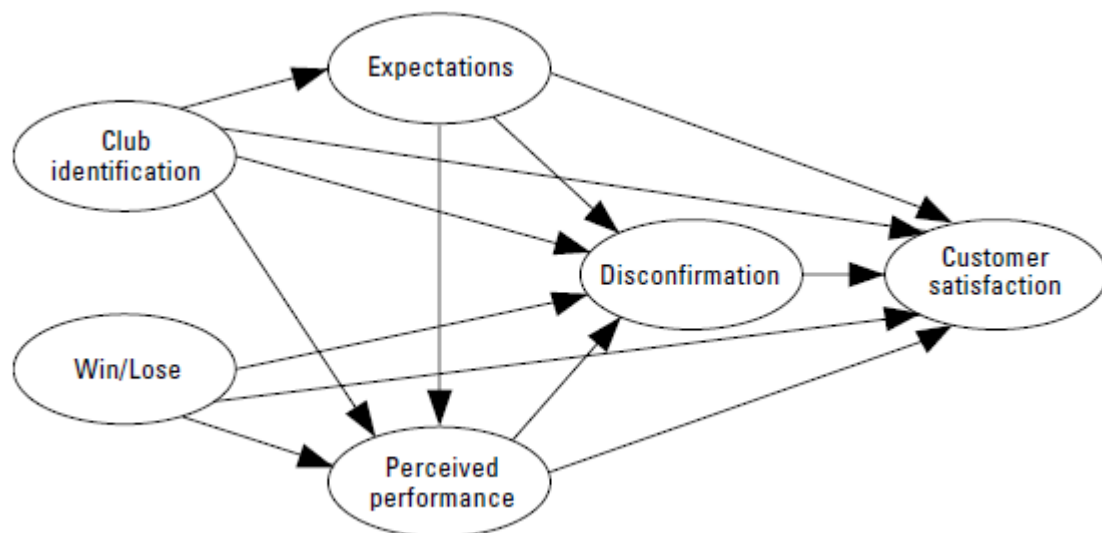 Expectations
Club
identification
Disconfirmation
Customer
satisfaction
Win/Lose
Perceived
performance